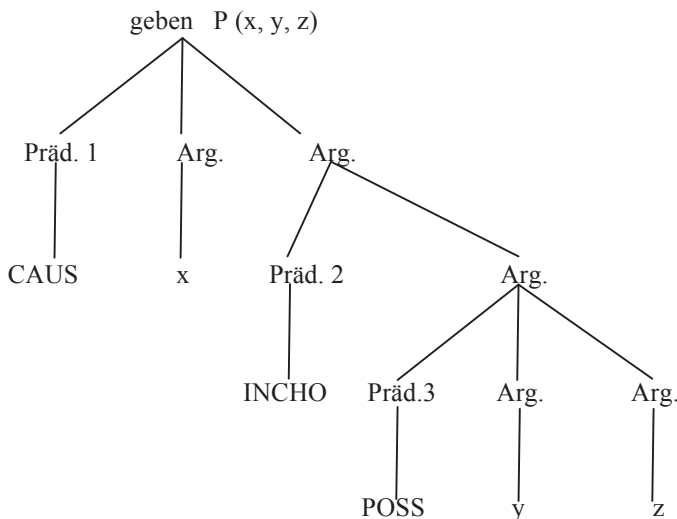 geben P (x, y, z)
Präd. 1 Arg. Arg.
CAUS x Präd. 2 Arg.
INCHO Präd.3 Arg. Arg.
POSS y z